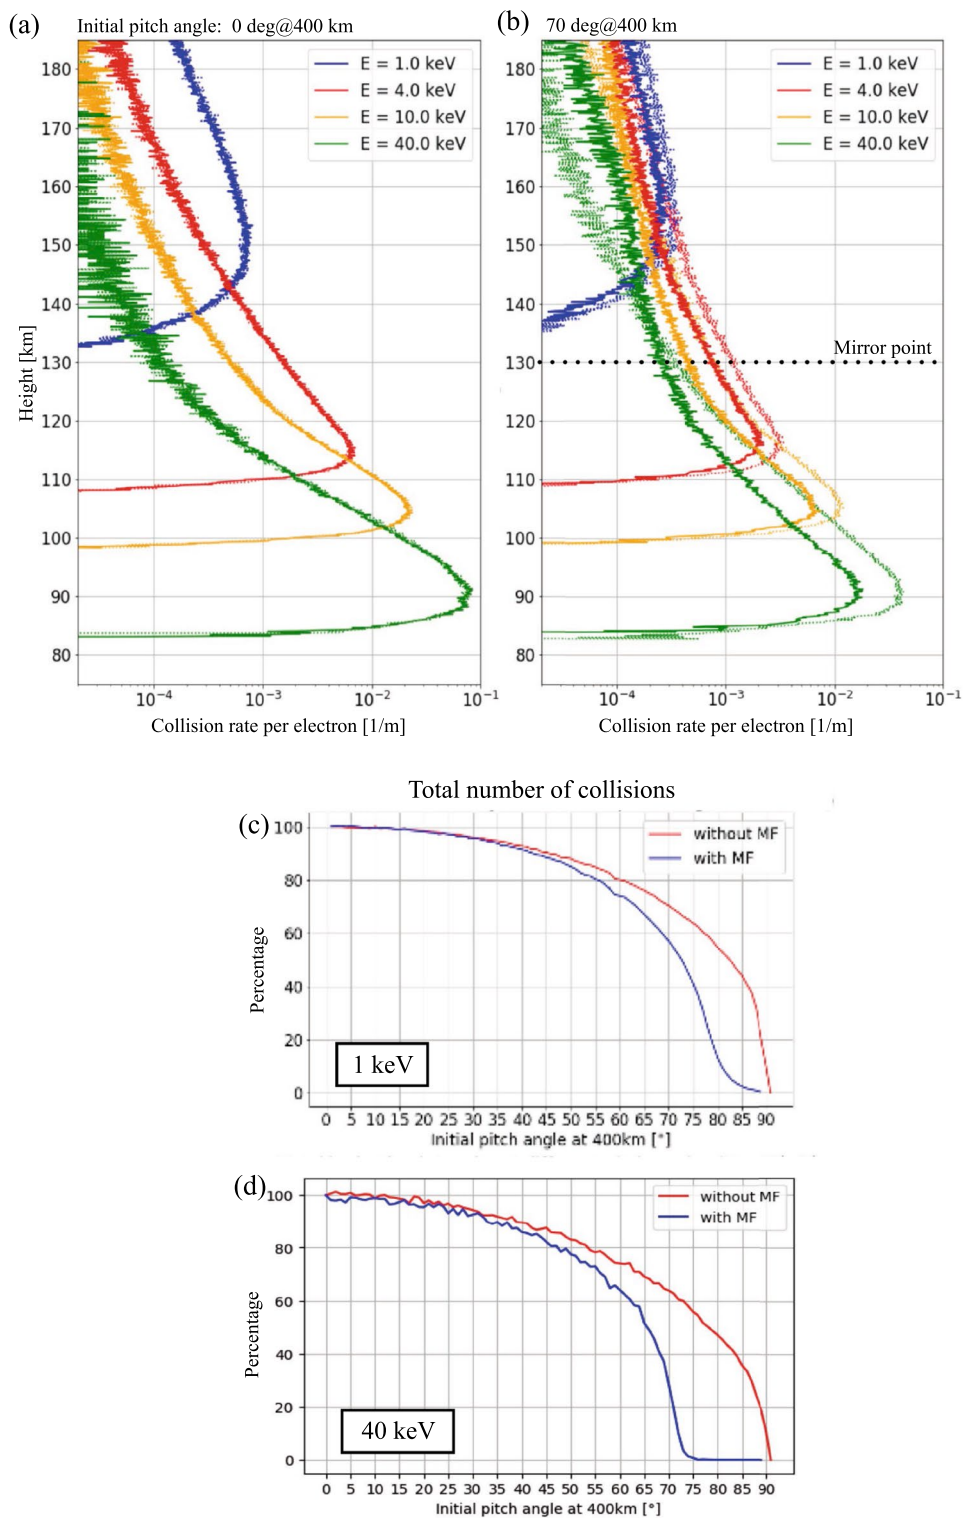 (a) Initial pitch angle: 0 deg@400 km
(b) 70 deg@400 km
E = 1.0 keV
E = 4.0 keV
E = 10.0 keV
E = 40.0 keV
E = 1.0 keV
E = 4.0 keV
E = 10.0 keV
E = 40.0 keV
180
170
160
150
140
130
120
110
100
90
80
Height [km]
180
170
160
150
140
130
120
110
100
90
80
Mirror point
10⁻⁴ 10⁻³ 10⁻² 10⁻¹
Collision rate per electron [1/m]
10⁻⁴ 10⁻³ 10⁻² 10⁻¹
Collision rate per electron [1/m]
Total number of collisions
(c)
without MF
with MF
100
80
60
40
20
0
Percentage
1 keV
0 5 10 15 20 25 30 35 40 45 50 55 60 65 70 75 80 85 90
Initial pitch angle at 400km [°]
(d)
without MF
with MF
100
80
60
40
20
0
Percentage
40 keV
0 5 10 15 20 25 30 35 40 45 50 55 60 65 70 75 80 85 90
Initial pitch angle at 400km [°]